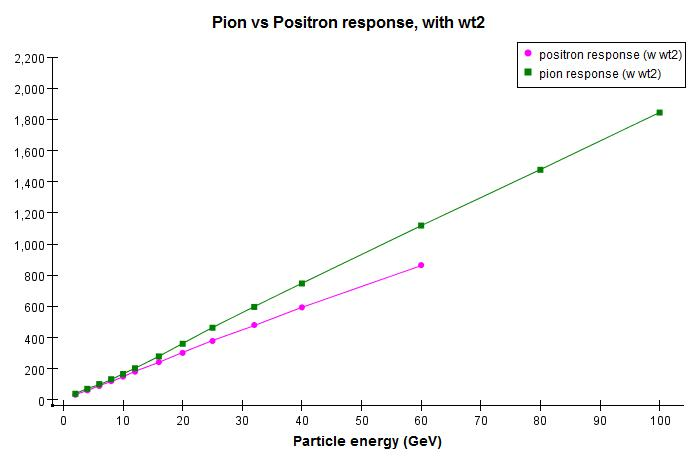 Pion vs Positron response, with wt2
positron response (w wt2)
pion response (w wt2)
2,200
2,000
1,800
1,600
1,400
1,200
1,000
800
600
400
200
0
0 10 20 30 40 50 60 70 80 90 100
Particle energy (GeV)